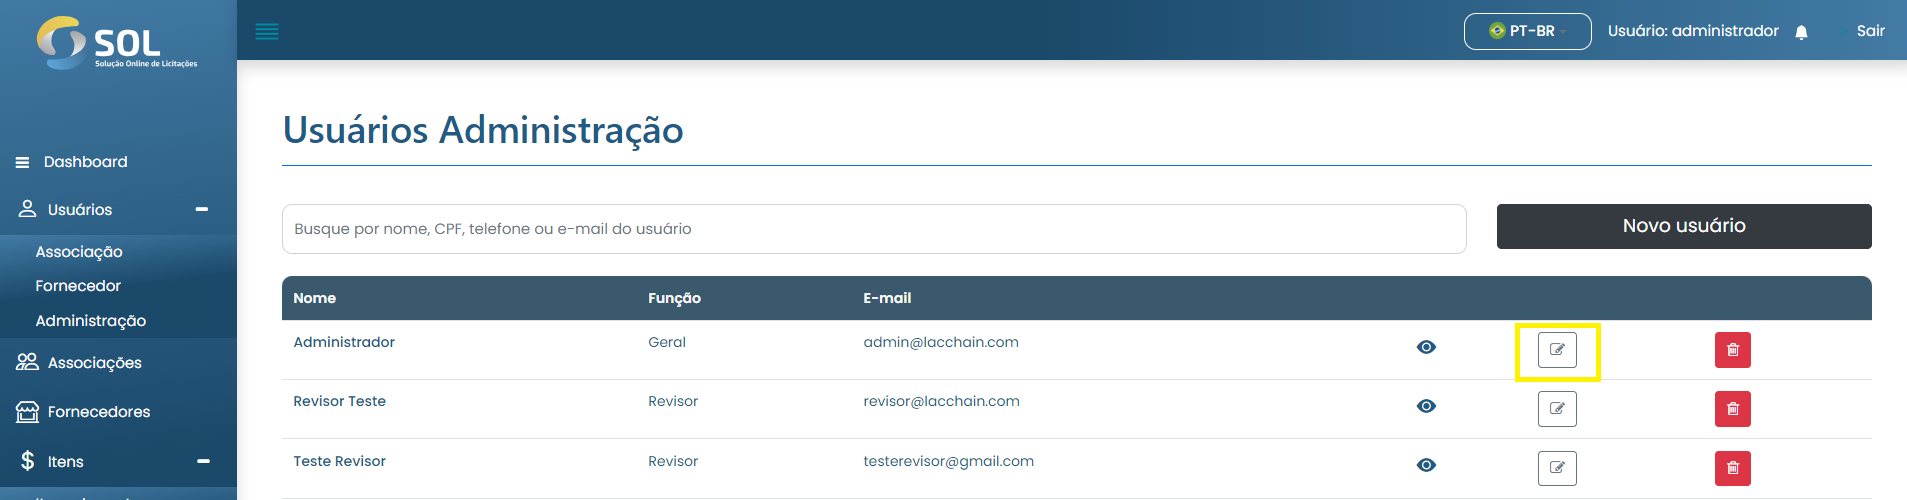 SOL
Solução Online de Licitações
PT-BR
Usuário: administrador
Sair
Dashboard
Usuários
Associação
Fornecedor
Administração
Associações
Fornecedores
$ Itens
Usuários Administração
Busque por nome, CPF, telefone ou e-mail do usuário
Novo usuário
Nome Função E-mail
Administrador Geral admin@lacchain.com
Revisor Teste Revisor revisor@lacchain.com
Teste Revisor Revisor testerevisor@gmail.com